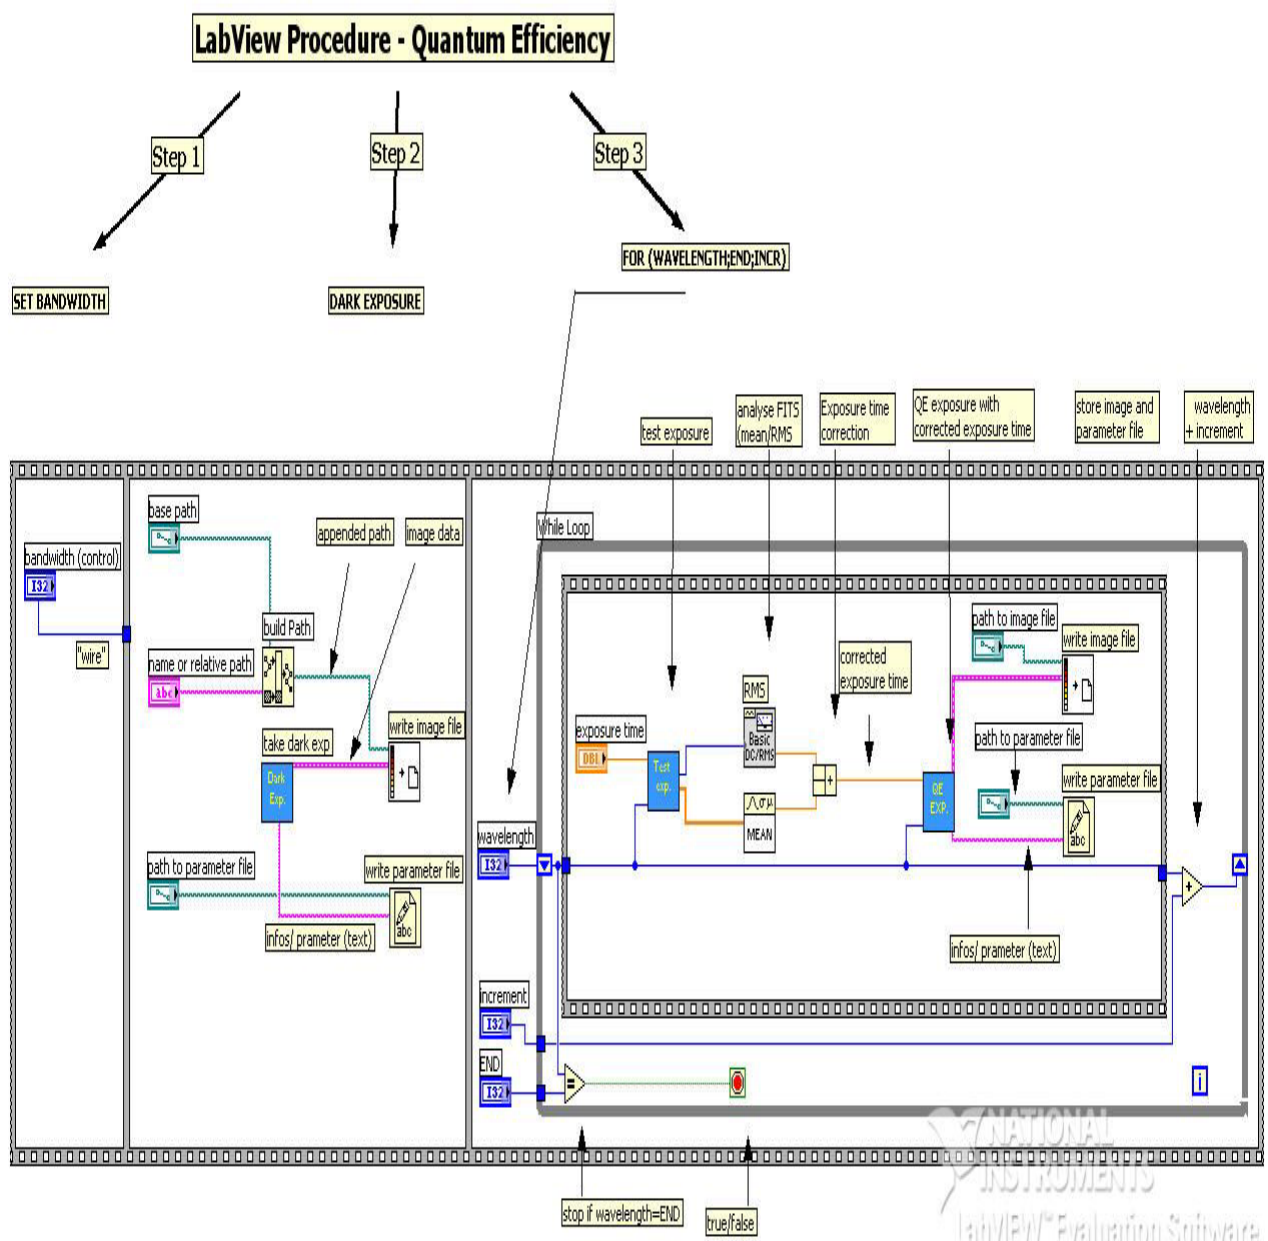 LabView Procedure - Quantum Efficiency
Step 1
Step 2
Step 3
SET BANDWIDTH
DARK EXPOSURE
FOR (WAVELENGTH;END;INCR)
test exposure
analyse FITS
(mean/RMS
Exposure time
correction
QE exposure with
corrected exposure time
store image and
parameter file
wavelength
+ increment
bandwidth (control)
I32
"wire"
base path
appended path
image data
build Path
name or relative path
abc
take dark exp
Dark
Exp.
write image file
path to parameter file
write parameter file
abc
infos/ prameter (text)
While Loop
exposure time
DBL
Test
exp.
RMS
Basic
DC/RMS
σμ
MEAN
+
corrected
exposure time
QE
EXP.
path to image file
write image file
path to parameter file
write parameter file
abc
infos/ prameter (text)
wavelength
I32
+
increment
I32
END
I32
=
i
stop if wavelength=END
true/false
NATIONAL
INSTRUMENTS
LabVIEW™ Evaluation Software